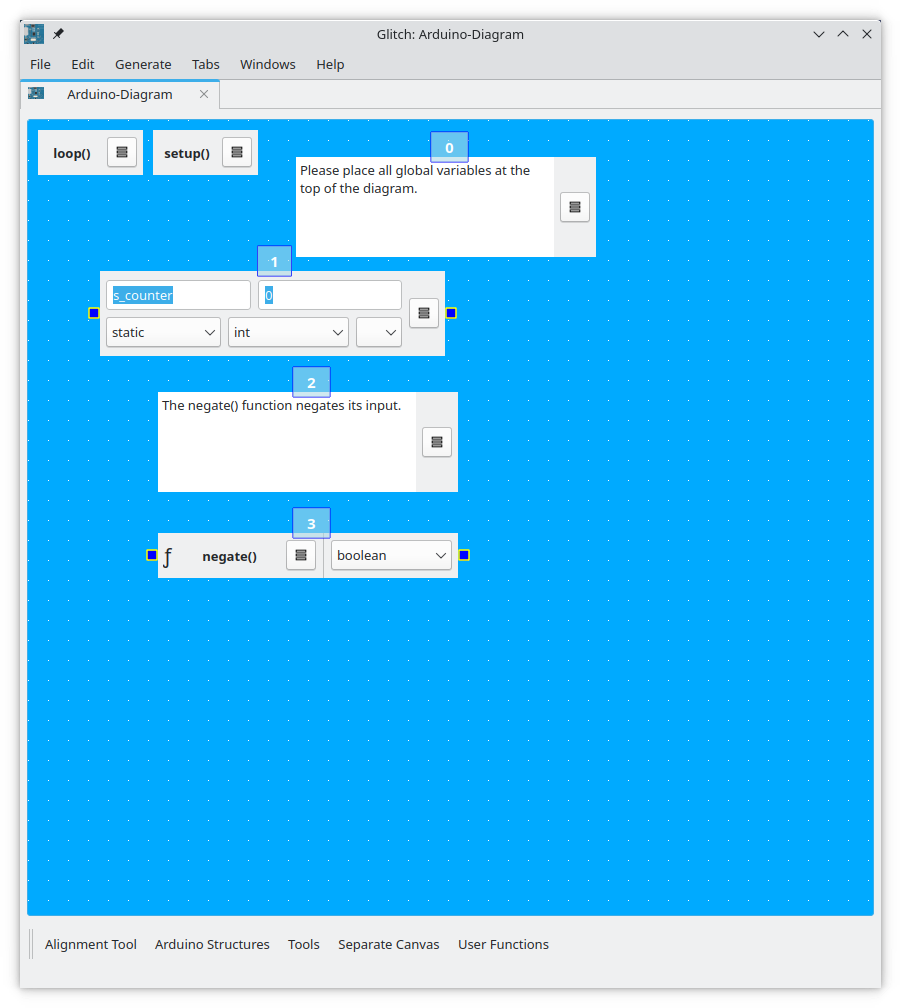 Glitch: Arduino-Diagram
File Edit Generate Tabs Windows Help
Arduino-Diagram
loop() setup()
0
Please place all global variables at the
top of the diagram.
1
s_counter 0
static int
2
The negate() function negates its input.
3
ƒ negate() boolean
Alignment Tool Arduino Structures Tools Separate Canvas User Functions